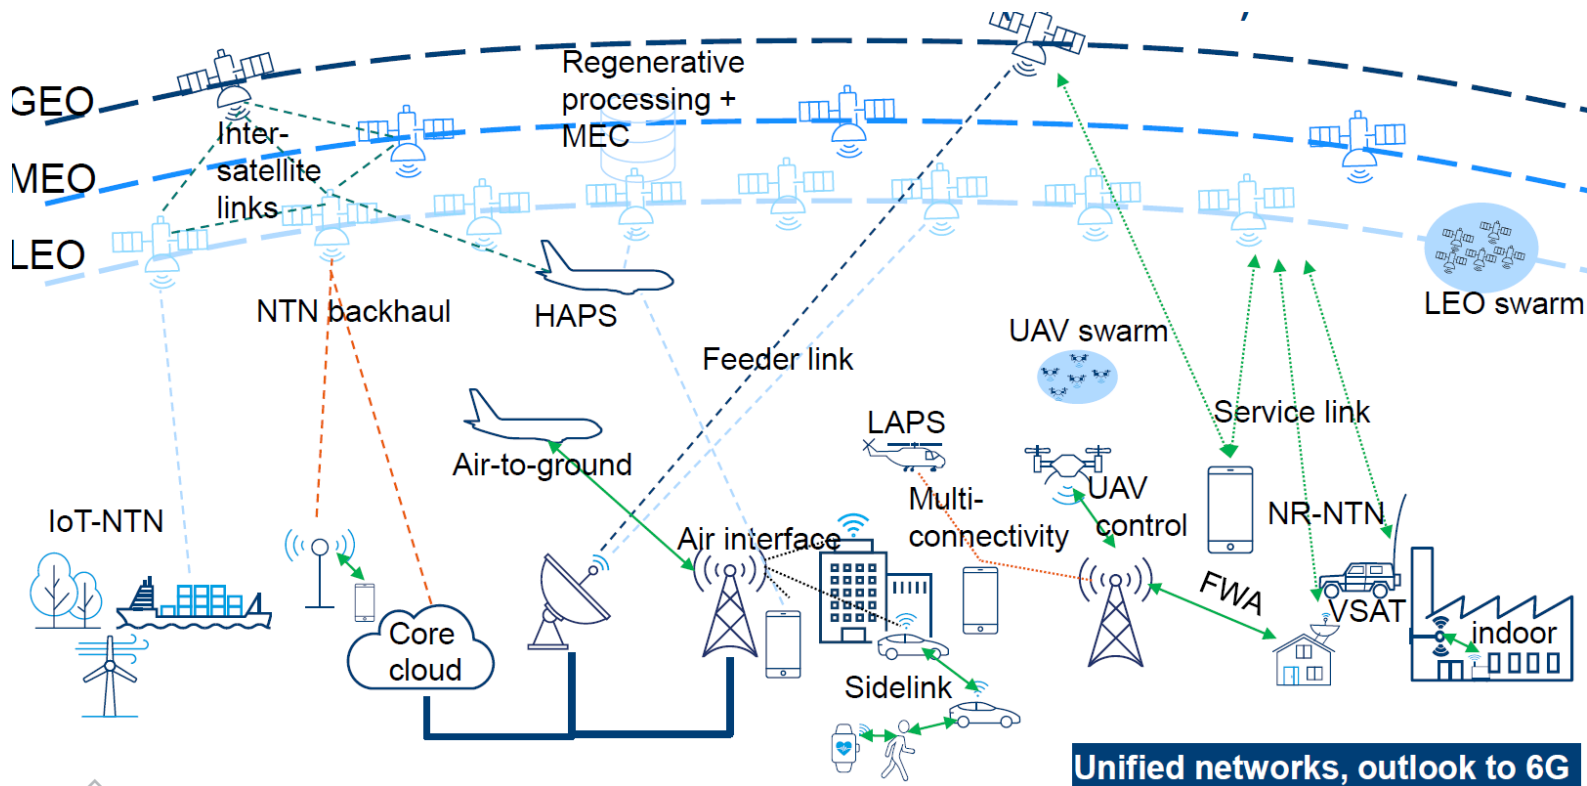 GEO
Regenerative
processing +
MEC
Inter-
satellite
links
MEO
LEO
NTN backhaul
HAPS
LEO swarm
UAV swarm
Feeder link
Service link
LAPS
Air-to-ground
UAV
control
Multi-
connectivity
IoT-NTN
NR-NTN
Air interface
FWA
VSAT
Core
cloud
indoor
Sidelink
Unified networks, outlook to 6G